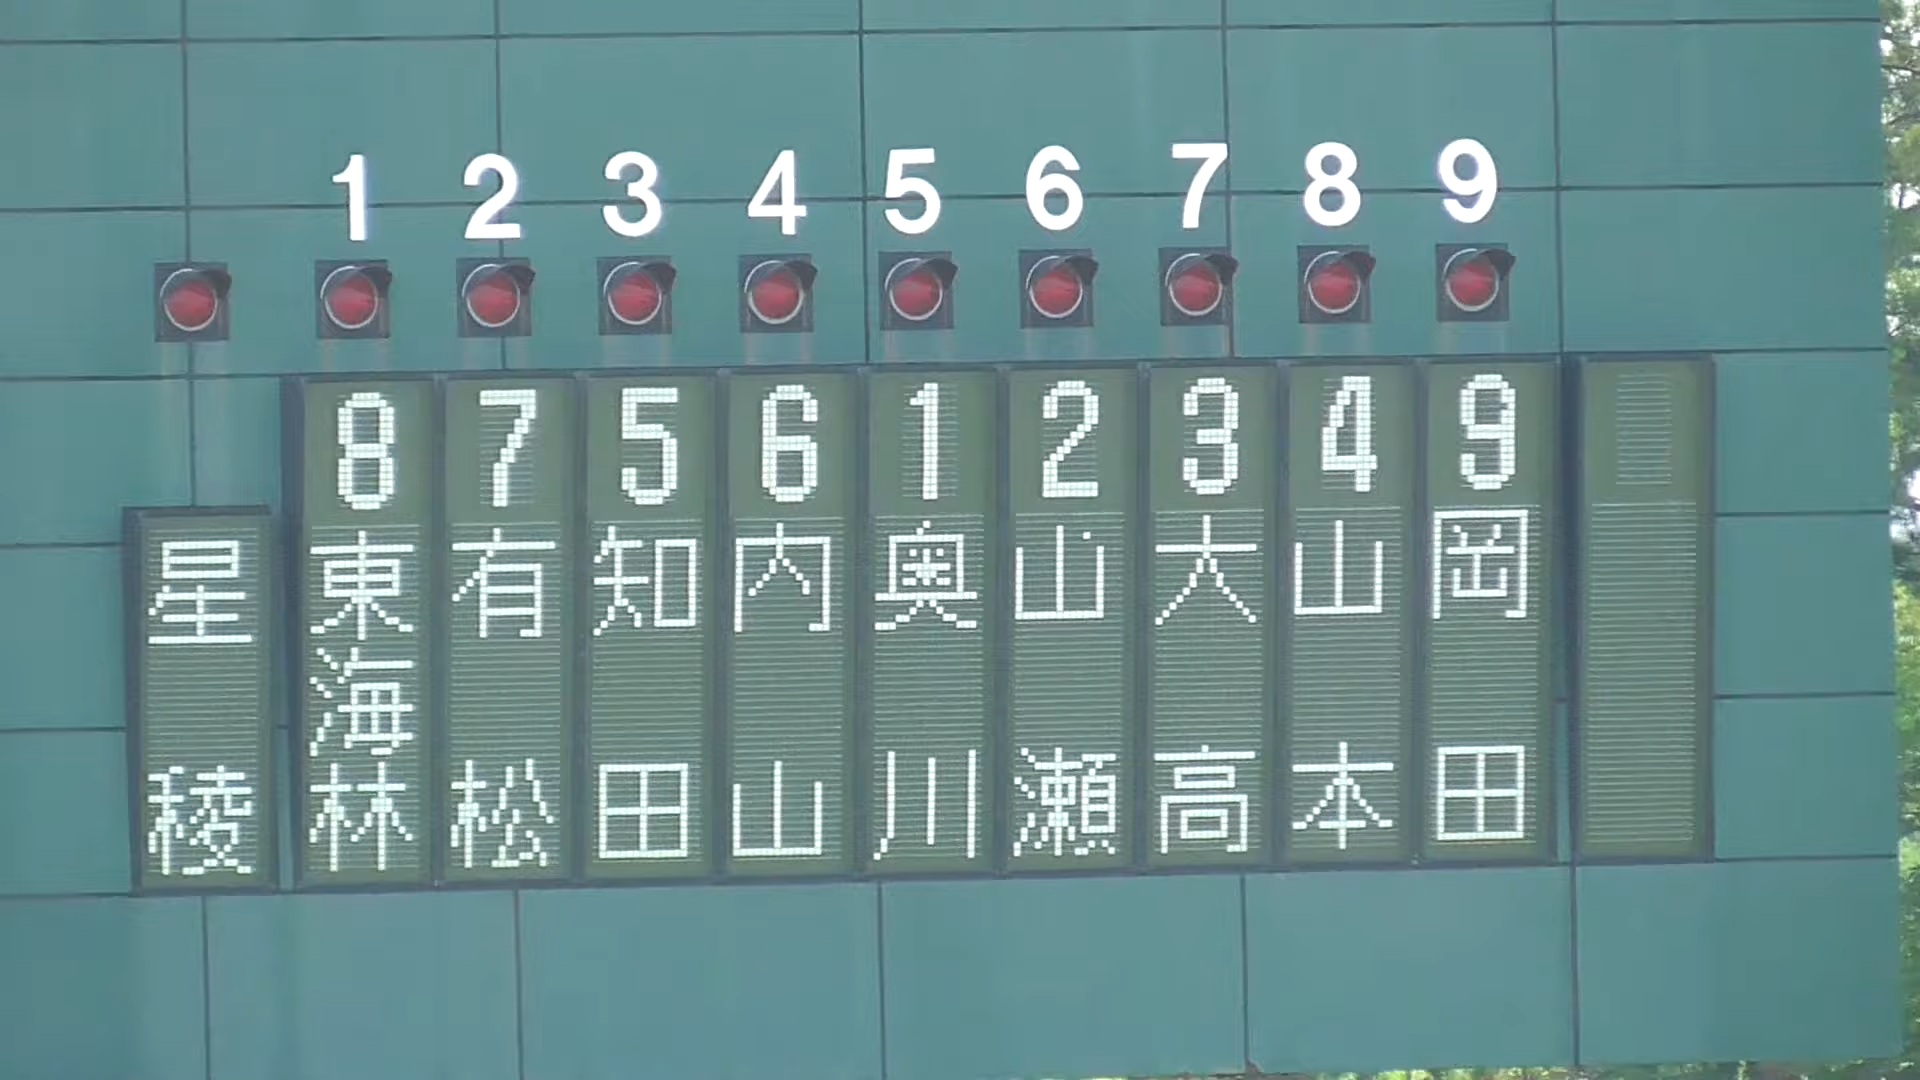 1 2 3 4 5 6 7 8 9
8 7 5 6 1 2 3 4 9
星稜
東海林
有松
知田
内山
奥川
山瀬
大高
山本
岡田